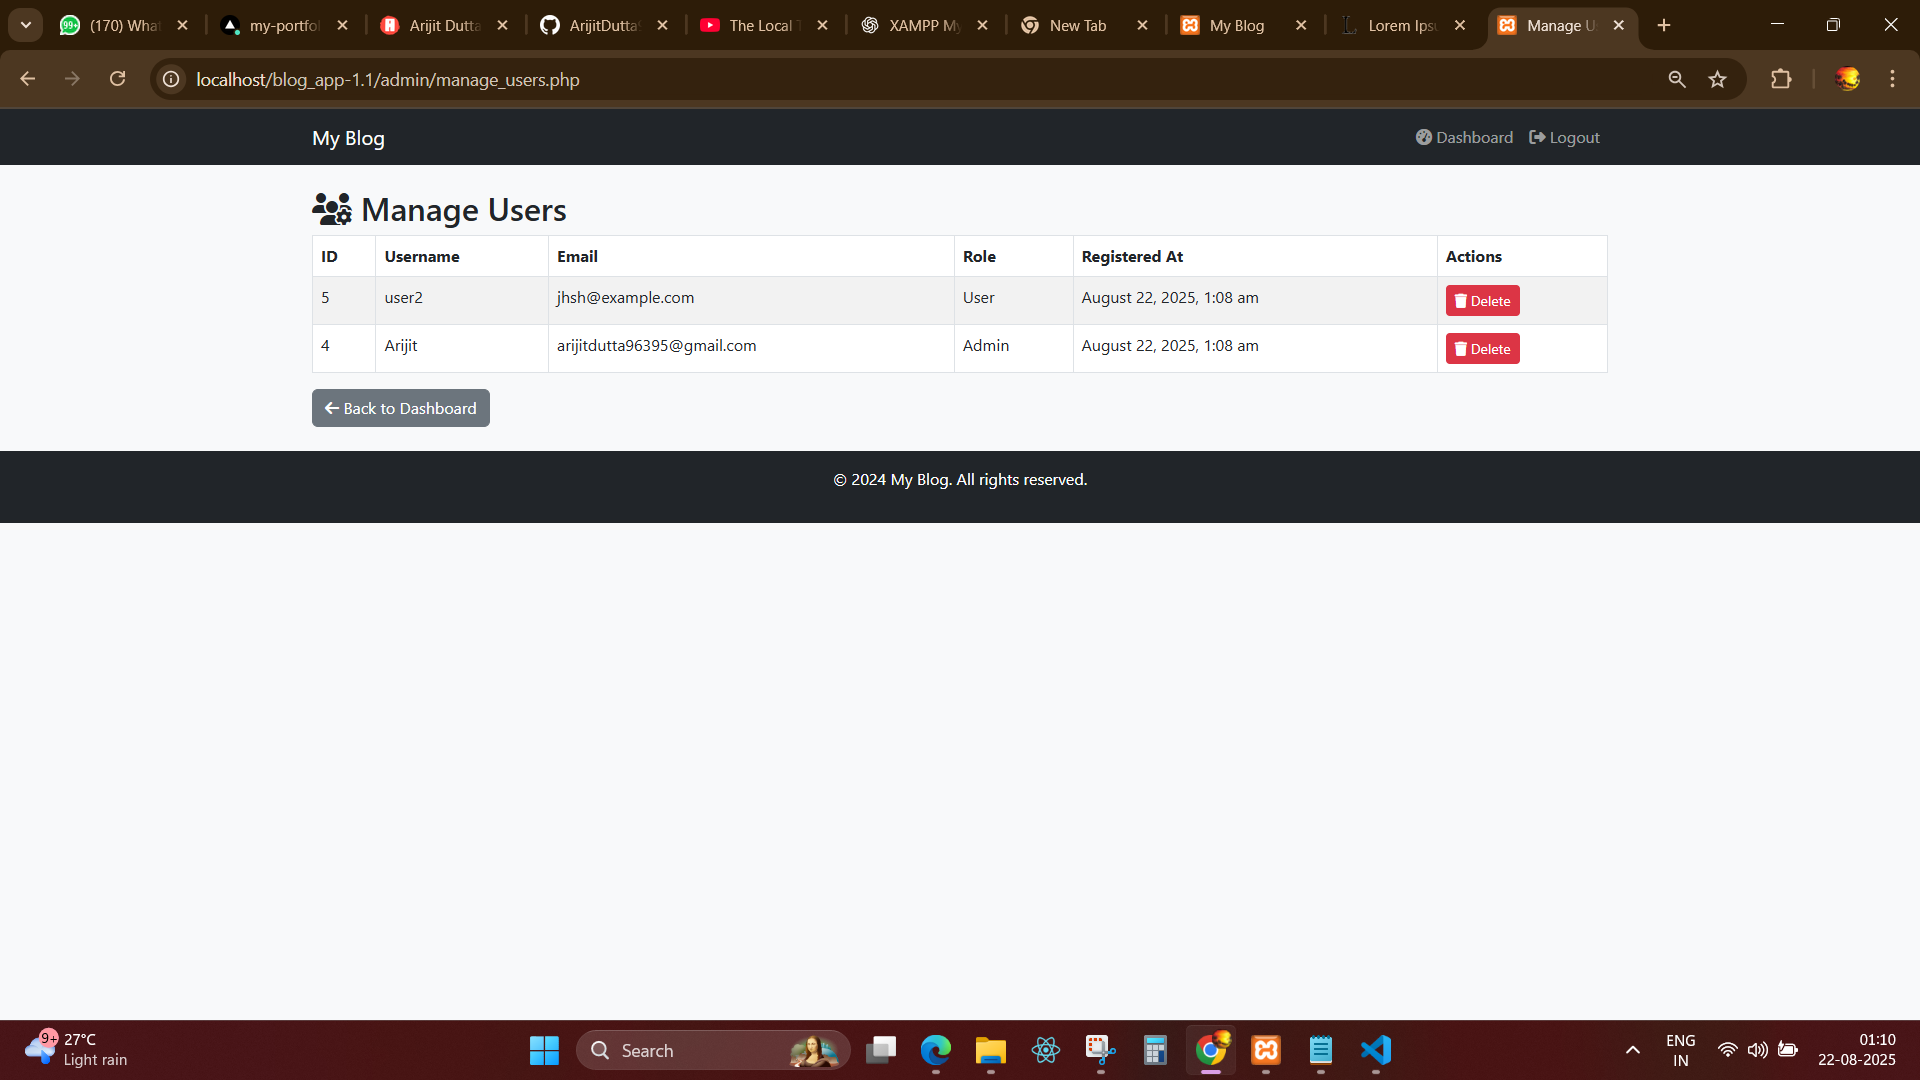 (170) What
my-portfol
Arijit Dutta
ArijitDutta
The Local
XAMPP My
New Tab
My Blog
Lorem Ipsu
Manage U
localhost/blog_app-1.1/admin/manage_users.php
My Blog
Dashboard
Logout
Manage Users
ID Username Email Role Registered At Actions
5 user2 jhsh@example.com User August 22, 2025, 1:08 am Delete
4 Arijit arijitdutta96395@gmail.com Admin August 22, 2025, 1:08 am Delete
Back to Dashboard
© 2024 My Blog. All rights reserved.
9+
27°C
Light rain
Search
ENG
IN
01:10
22-08-2025